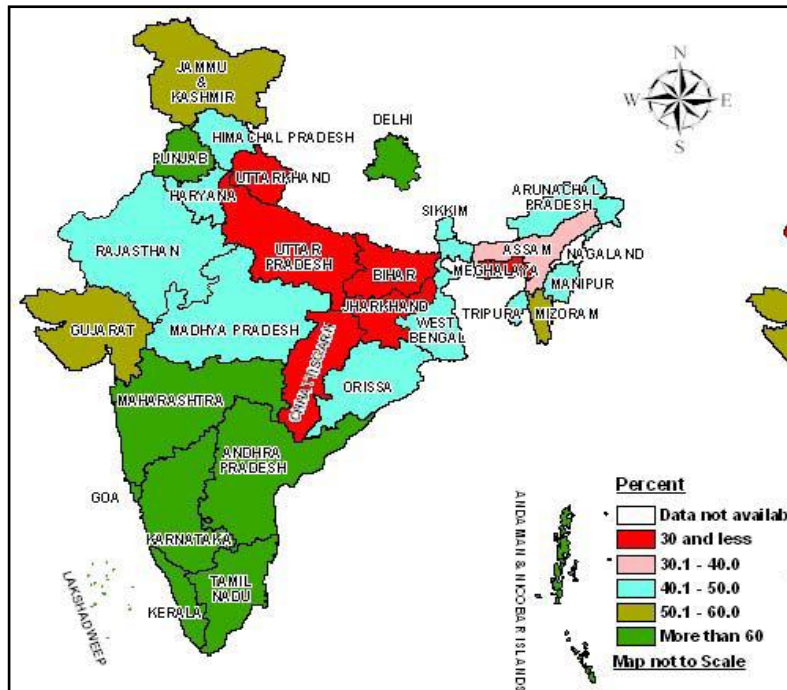 JAMMU
&
KASHMIR
N
W E
S
DELHI
HIMACHAL PRADESH
PUNJAB
UTTARKHAND
HARYANA
ARUNACHAL
PRADESH
SIKKIM
RAJASTHAN
UTTAR
PRADESH
ASSAM
NAGALAND
BIHAR
MEGHALAYA
MANIPUR
JHARKHAND
GUJARAT
MADHYA PRADESH
WEST
BENGAL
TRIPURA
MIZORAM
CHHATTISGARH
ORISSA
MAHARASHTRA
ANDHRA
PRADESH
GOA
KARNATAKA
LAKSHADWEEP
KERALA
TAMIL
NADU
ANDAMAN & NICOBAR ISLANDS
Percent
Data not availab
30 and less
30.1 - 40.0
40.1 - 50.0
50.1 - 60.0
More than 60
Map not to Scale